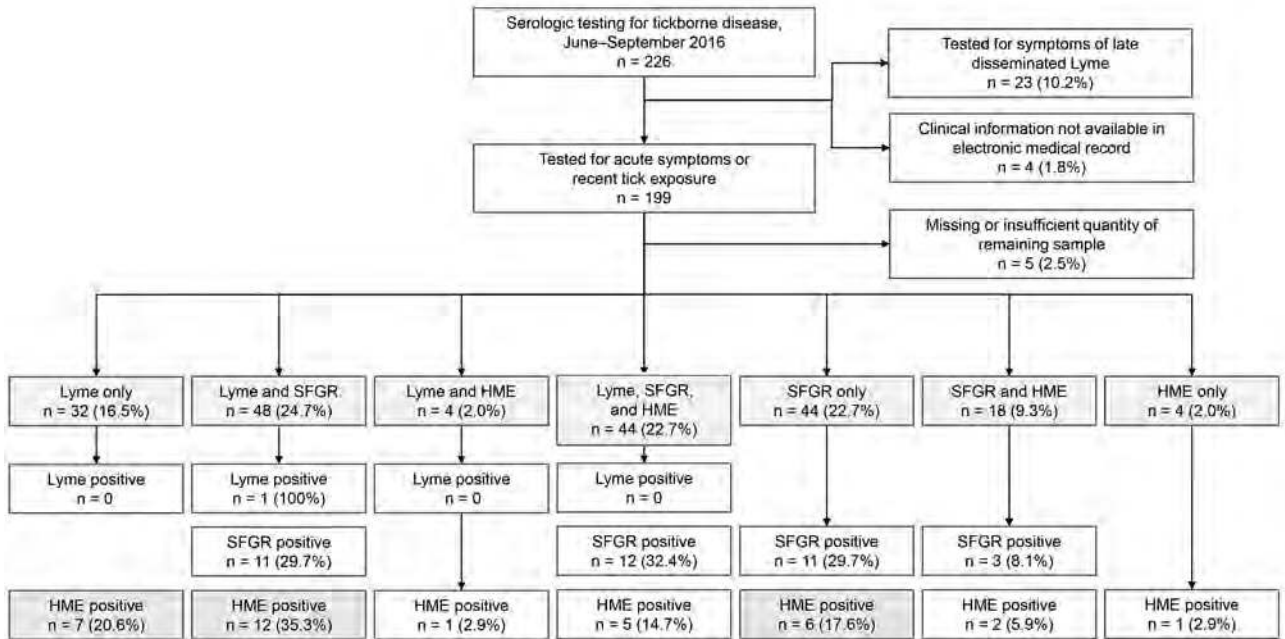 Serologic testing for tickborne disease,
June–September 2016
n = 226
Tested for symptoms of late
disseminated Lyme
n = 23 (10.2%)
Clinical information not available in
electronic medical record
n = 4 (1.8%)
Tested for acute symptoms or
recent tick exposure
n = 199
Missing or insufficient quantity of
remaining sample
n = 5 (2.5%)
Lyme only
n = 32 (16.5%)
Lyme and SFGR
n = 48 (24.7%)
Lyme and HME
n = 4 (2.0%)
Lyme, SFGR,
and HME
n = 44 (22.7%)
SFGR only
n = 44 (22.7%)
SFGR and HME
n = 18 (9.3%)
HME only
n = 4 (2.0%)
Lyme positive
n = 0
Lyme positive
n = 1 (100%)
Lyme positive
n = 0
Lyme positive
n = 0
SFGR positive
n = 11 (29.7%)
SFGR positive
n = 12 (32.4%)
SFGR positive
n = 11 (29.7%)
SFGR positive
n = 3 (8.1%)
HME positive
n = 7 (20.6%)
HME positive
n = 12 (35.3%)
HME positive
n = 1 (2.9%)
HME positive
n = 5 (14.7%)
HME positive
n = 6 (17.6%)
HME positive
n = 2 (5.9%)
HME positive
n = 1 (2.9%)